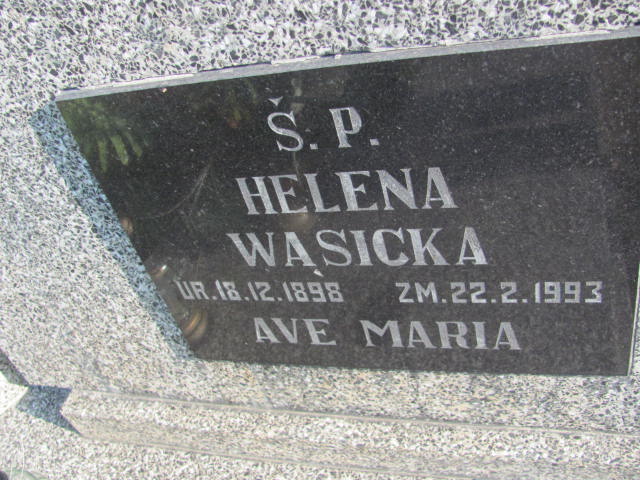 Ś.P.
HELENA
WĄSICKA
UR.18.12.1898 ZM.22.2.1993
AVE MARIA